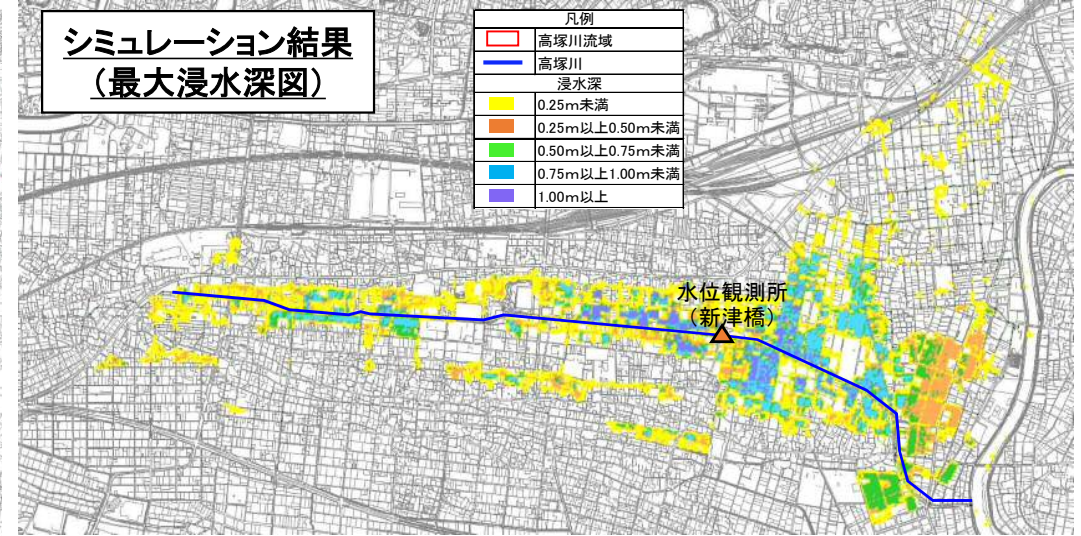 シミュレーション結果
（最大浸水深図）
凡例
高塚川流域
高塚川
浸水深
0.25m未満
0.25m以上0.50m未満
0.50m以上0.75m未満
0.75m以上1.00m未満
1.00m以上
水位観測所
（新津橋）